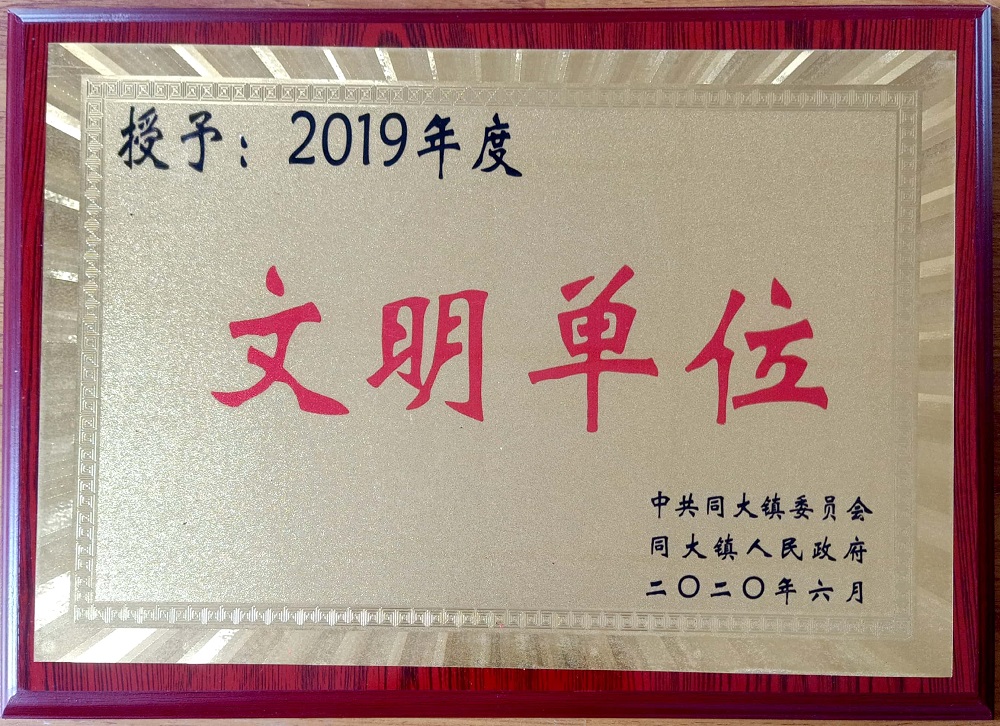 授予：2019年度
文明单位
中共同大镇委员会
同大镇人民政府
二〇二〇年六月